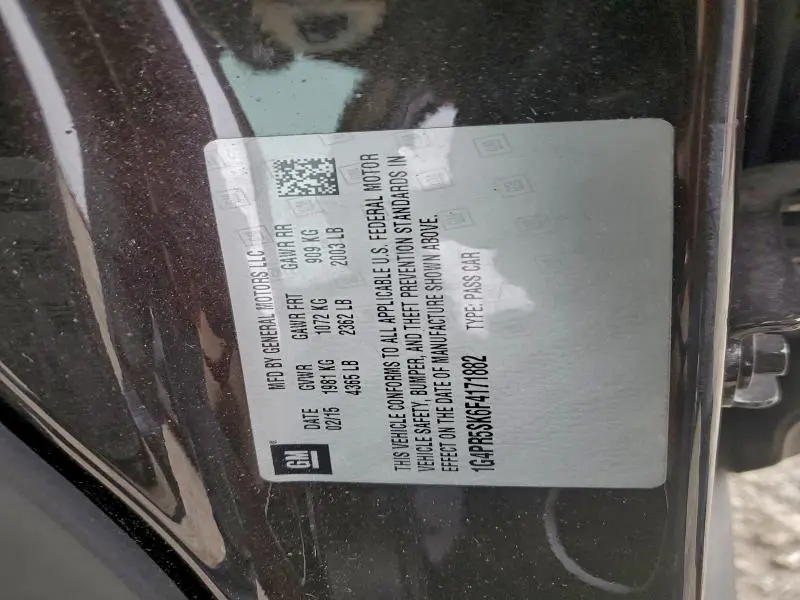 GM
MFD BY GENERAL MOTORS LLC
DATE GVWR GAWR FRT GAWR RR
02/15 1981 KG 1072 KG 909 KG
4365 LB 2362 LB 2003 LB
THIS VEHICLE CONFORMS TO ALL APPLICABLE U.S. FEDERAL MOTOR
VEHICLE SAFETY, BUMPER, AND THEFT PREVENTION STANDARDS IN
EFFECT ON THE DATE OF MANUFACTURE SHOWN ABOVE.
1G4PR5SK6F4171882 TYPE: PASS CAR